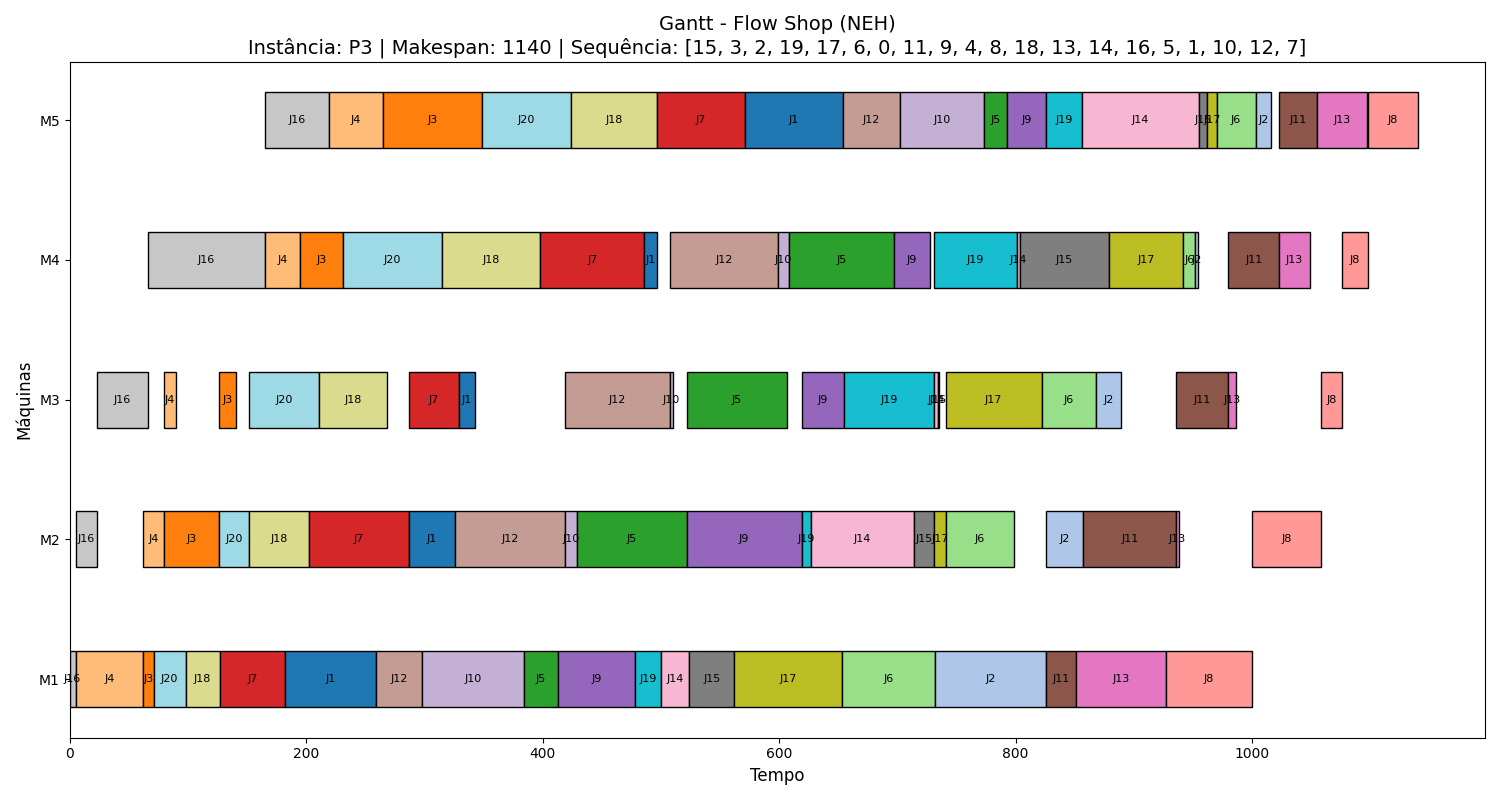 Gantt - Flow Shop (NEH)
Instância: P3 | Makespan: 1140 | Sequência: [15, 3, 2, 19, 17, 6, 0, 11, 9, 4, 8, 18, 13, 14, 16, 5, 1, 10, 12, 7]
M5 J16 J4 J3 J20 J18 J7 J1 J12 J10 J5 J9 J19 J14 J15 J17 J6 J2 J11 J13 J8
M4 J16 J4 J3 J20 J18 J7 J1 J12 J10 J5 J9 J19 J14 J15 J17 J6 J2 J11 J13 J8
M3 J16 J4 J3 J20 J18 J7 J1 J12 J10 J5 J9 J19 J14 J15 J17 J6 J2 J11 J13 J8
M2 J16 J4 J3 J20 J18 J7 J1 J12 J10 J5 J9 J19 J14 J15 J17 J6 J2 J11 J13 J8
M1 J16 J4 J3 J20 J18 J7 J1 J12 J10 J5 J9 J19 J14 J15 J17 J6 J2 J11 J13 J8
Máquinas
0 200 400 600 800 1000
Tempo